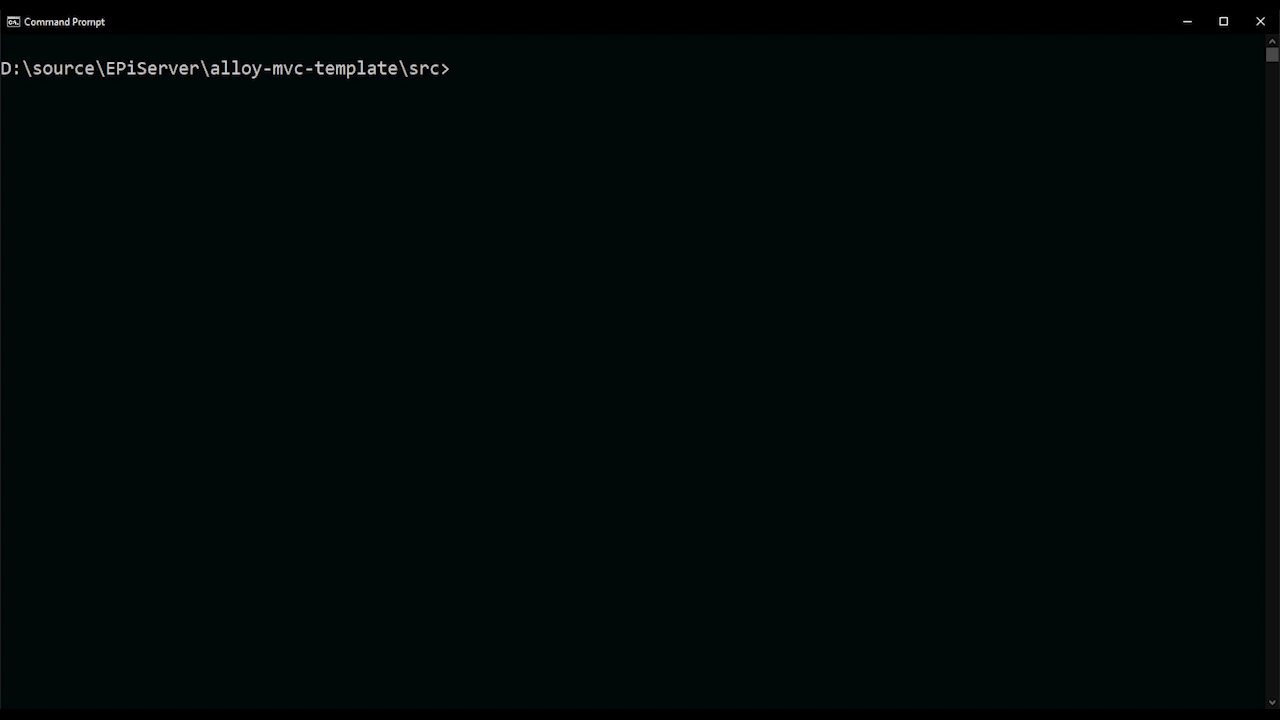 Command Prompt
D:\source\EPiServer\alloy-mvc-template\src>